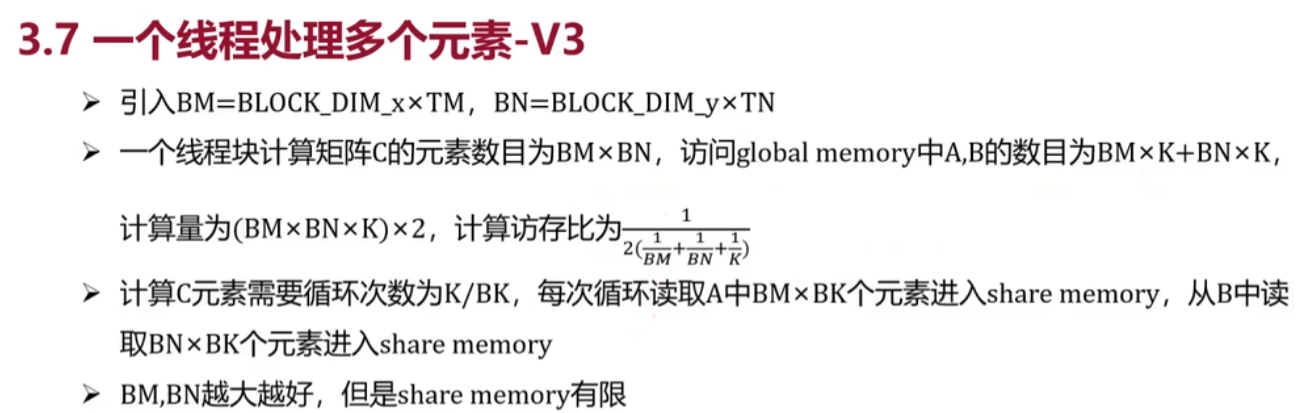 3.7 一个线程处理多个元素-V3
➢ 引入BM=BLOCK_DIM_x×TM，BN=BLOCK_DIM_y×TN
➢ 一个线程块计算矩阵C的元素数目为BM×BN，访问global memory中A,B的数目为BM×K+BN×K，
计算量为(BM×BN×K)×2，计算访存比为\frac{1}{2(\frac{1}{BM}+\frac{1}{BN}+\frac{1}{K})}
➢ 计算C元素需要循环次数为K/BK，每次循环读取A中BM×BK个元素进入share memory，从B中读
取BN×BK个元素进入share memory
➢ BM,BN越大越好，但是share memory有限